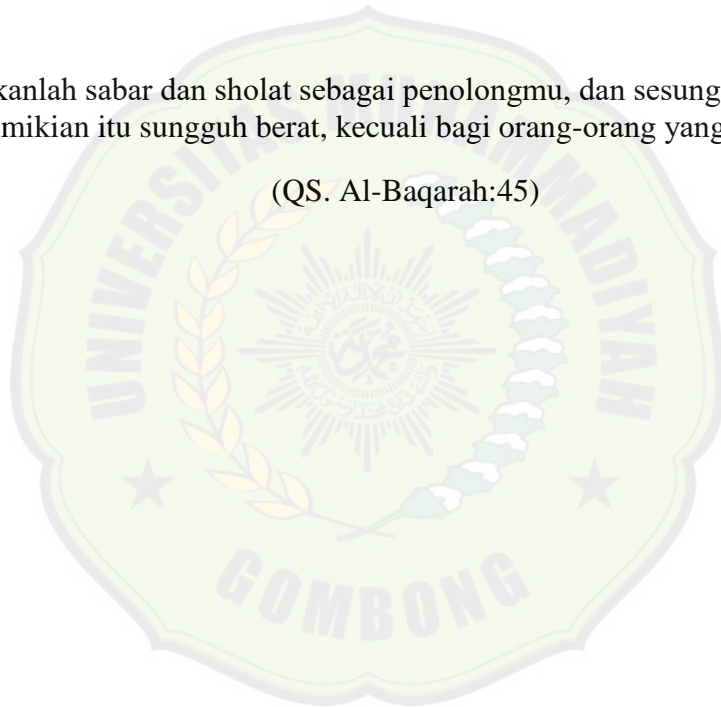 kanlah sabar dan sholat sebagai penolongmu, dan sesung
mikian itu sungguh berat, kecuali bagi orang-orang yang
(QS. Al-Baqarah:45)
UNIVERSITAS MUHAMMADIYAH
GOMBONG